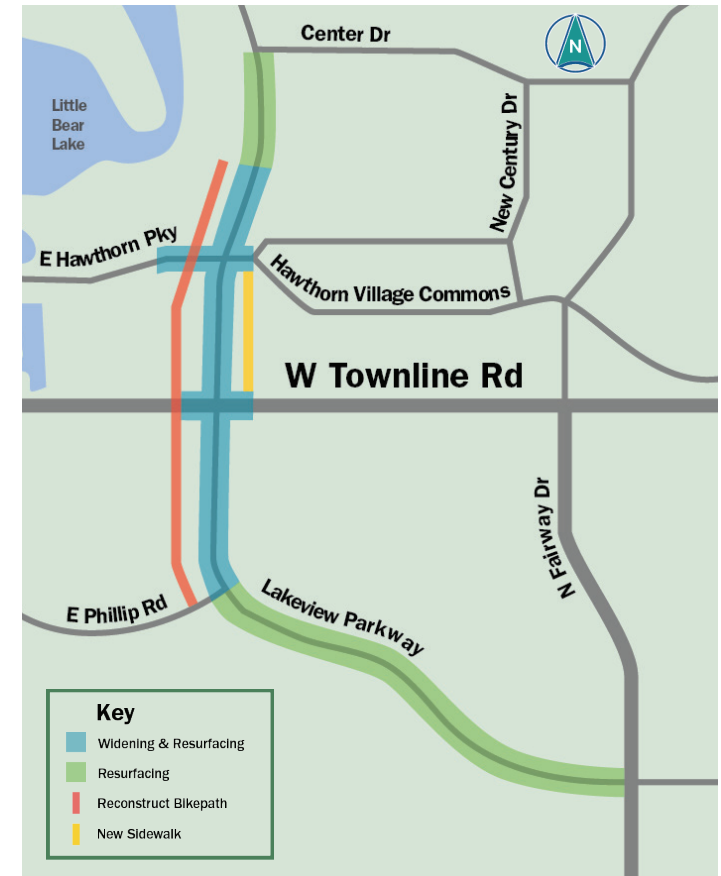 Center Dr
N
Little
Bear
Lake
New Century Dr
E Hawthorn Pky
Hawthorn Village Commons
W Townline Rd
N Fairway Dr
E Phillip Rd
Lakeview Parkway
Key
Widening & Resurfacing
Resurfacing
Reconstruct Bikepath
New Sidewalk